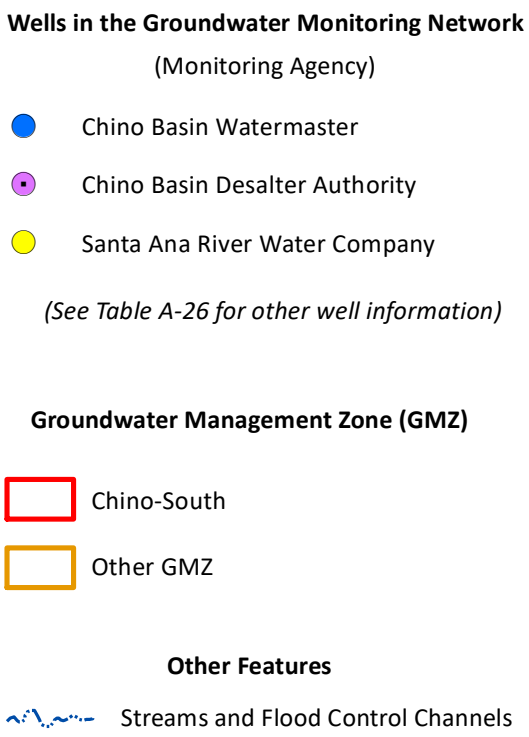 Wells in the Groundwater Monitoring Network
(Monitoring Agency)
Chino Basin Watermaster
Chino Basin Desalter Authority
Santa Ana River Water Company
(See Table A-26 for other well information)
Groundwater Management Zone (GMZ)
Chino-South
Other GMZ
Other Features
Streams and Flood Control Channels